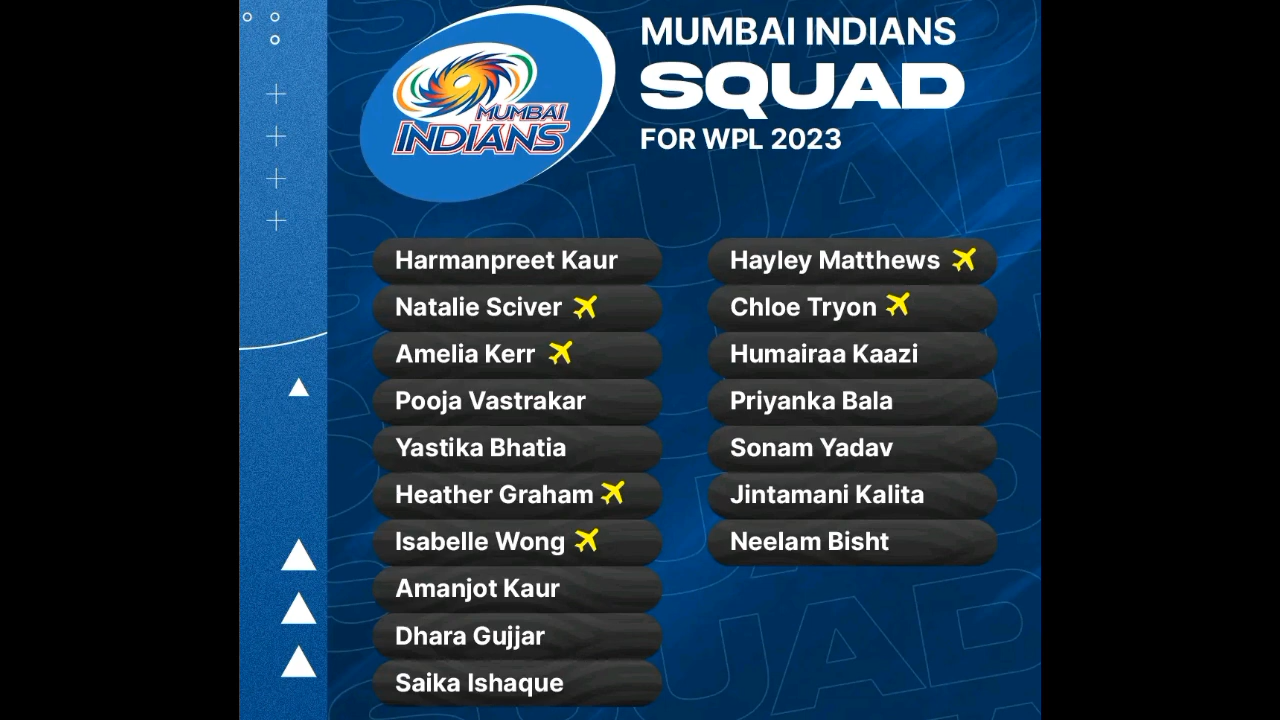 MUMBAI
INDIANS
MUMBAI INDIANS
SQUAD
FOR WPL 2023
Harmanpreet Kaur
Natalie Sciver
Amelia Kerr
Pooja Vastrakar
Yastika Bhatia
Heather Graham
Isabelle Wong
Amanjot Kaur
Dhara Gujjar
Saika Ishaque
Hayley Matthews
Chloe Tryon
Humairaa Kaazi
Priyanka Bala
Sonam Yadav
Jintamani Kalita
Neelam Bisht